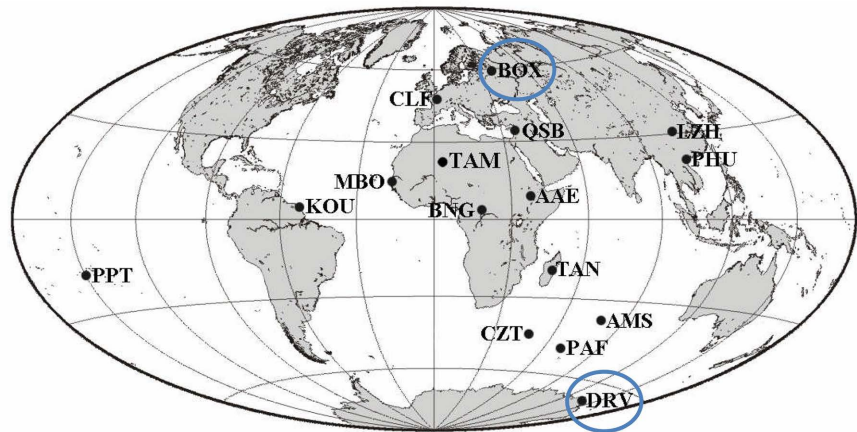 BOX
CLF
QSB
LZH
PHU
TAM
MBO
AAE
KOU
BNG
PPT
TAN
AMS
CZT
PAF
DRV